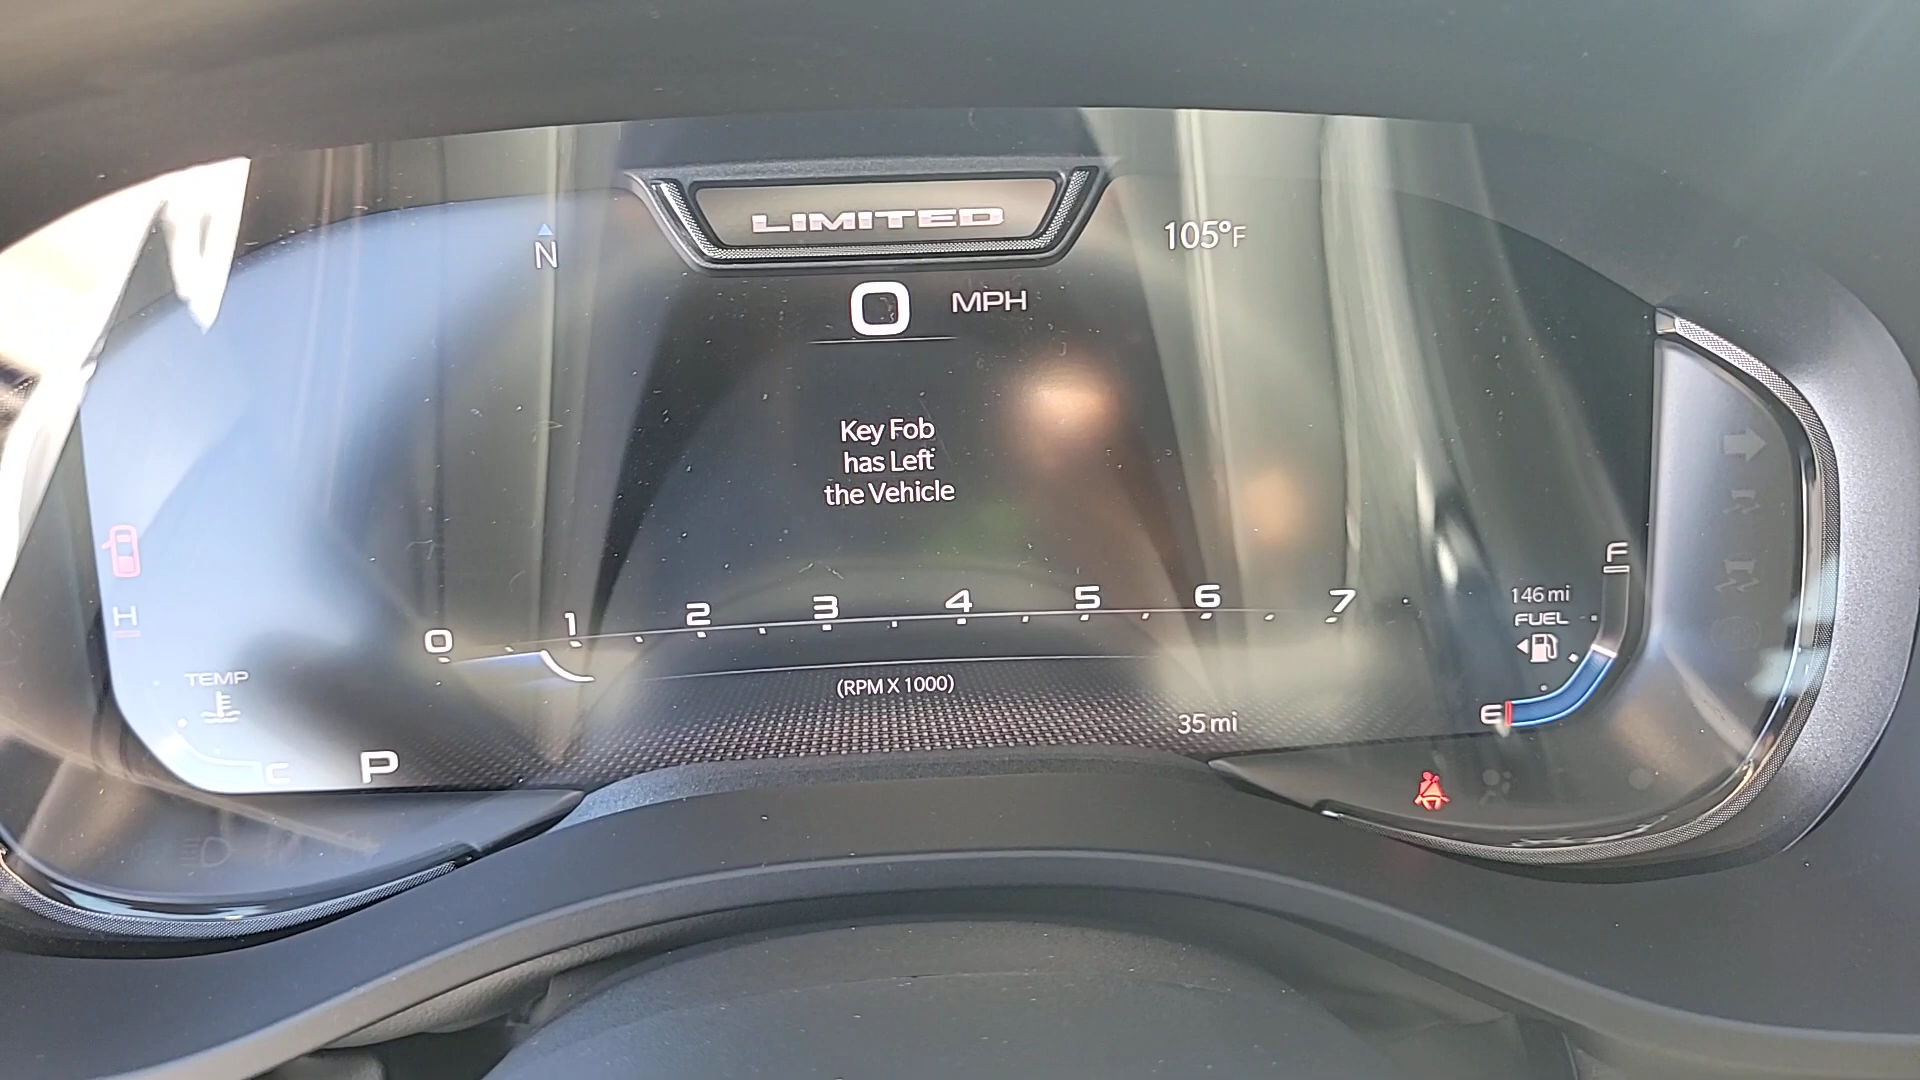 LIMITED
N
105°F
0 MPH
Key Fob
has Left
the Vehicle
H
TEMP
C
P
0 1 2 3 4 5 6 7
(RPM X 1000)
35 mi
F
146 mi
FUEL
E